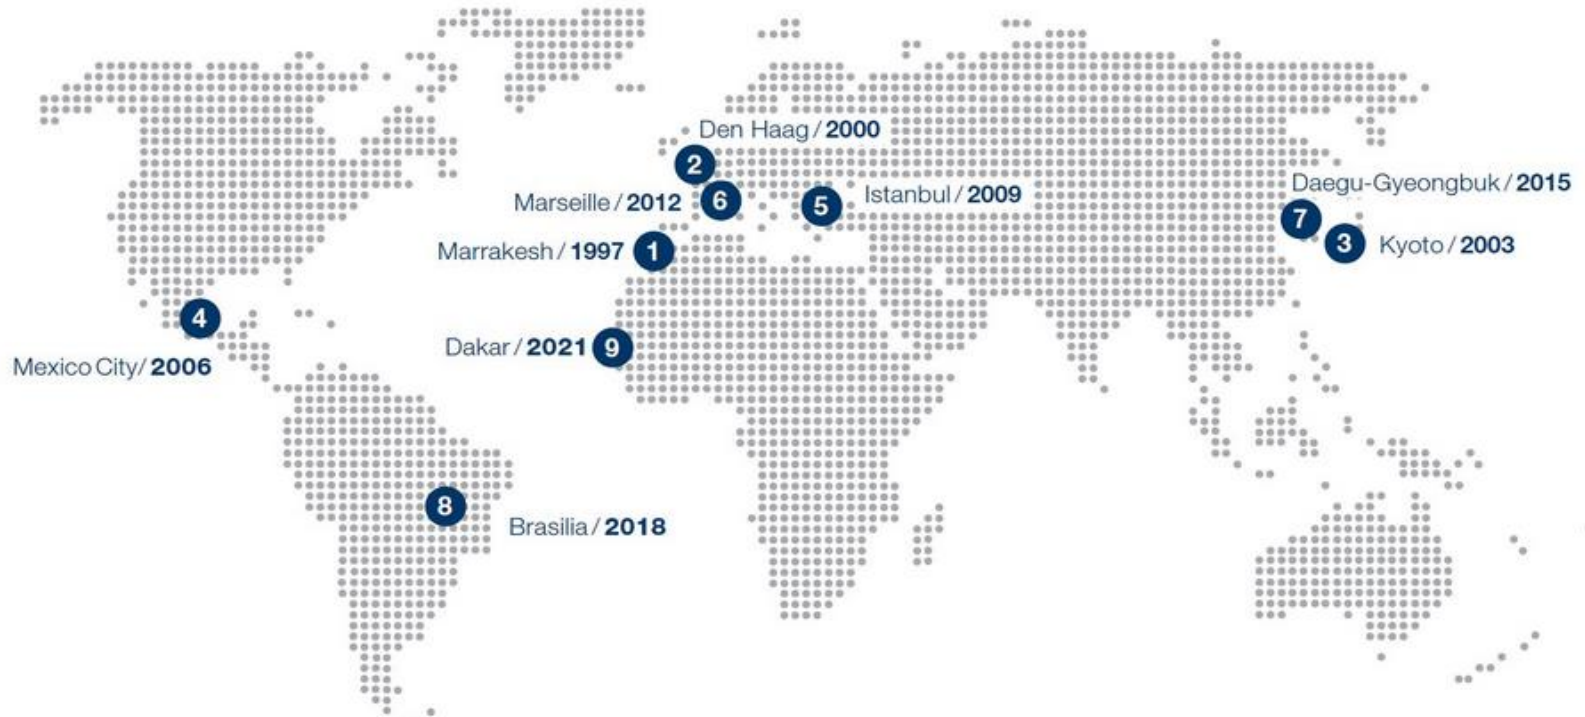 Den Haag / 2000
2
Marseille / 2012
6
5
Istanbul / 2009
Daegu-Gyeongbuk / 2015
7
Marrakesh / 1997
1
3
Kyoto / 2003
4
Mexico City / 2006
Dakar / 2021
9
8
Brasilia / 2018